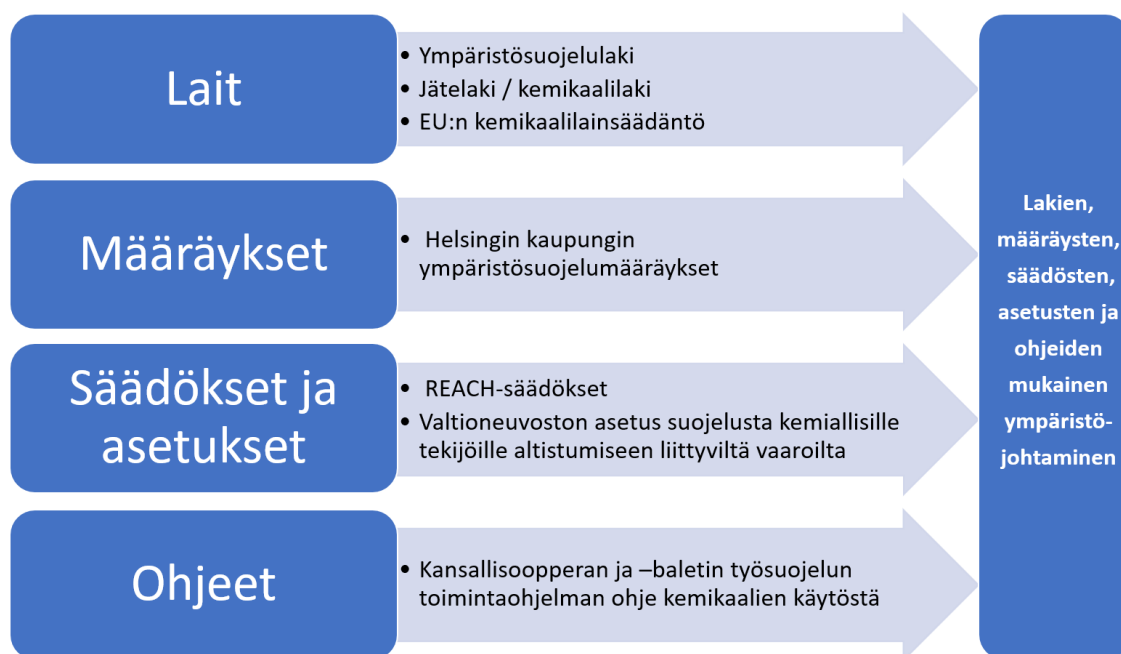 Lait
• Ympäristösuojelulaki
• Jätelaki / kemikaalilaki
• EU:n kemikaalilainsäädäntö
Määräykset
• Helsingin kaupungin
ympäristösuojelumääräykset
Säädökset ja
asetukset
• REACH-säädökset
• Valtioneuvoston asetus suojelusta kemiallisille
tekijöille altistumiseen liittyviltä vaaroilta
Ohjeet
• Kansallisoopperan ja –baletin työsuojelun
toimintaohjelman ohje kemikaalien käytöstä
Lakien,
määräysten,
säädösten,
asetusten ja
ohjeiden
mukainen
ympäristö-
johtaminen